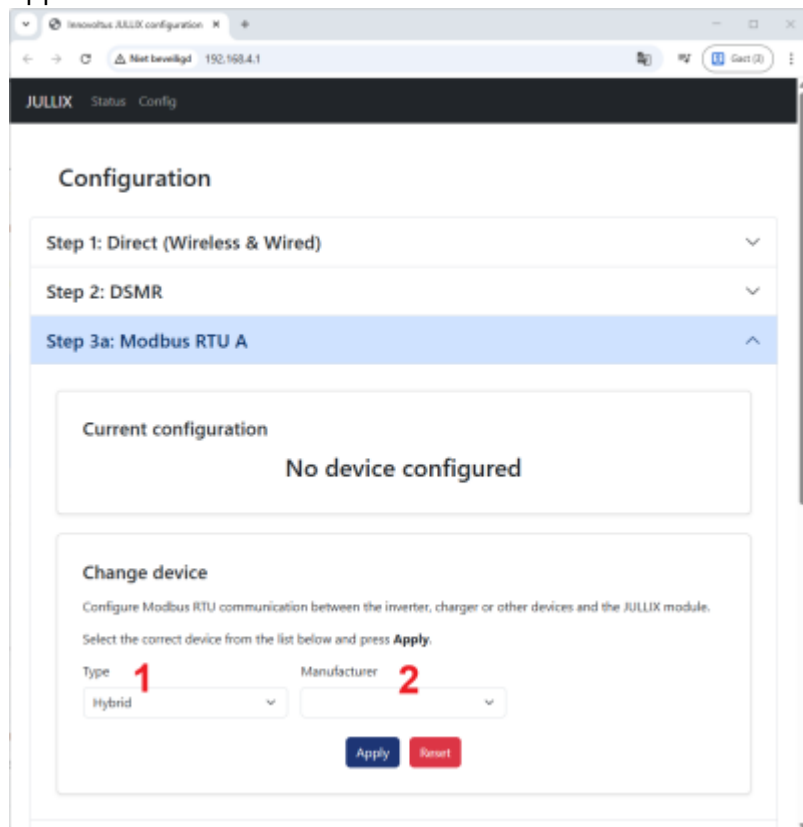 Innovoltus JULLIX configuration
Niet beveiligd 192.168.4.1
Gast (3)
JULLIX Status Config
Configuration
Step 1: Direct (Wireless & Wired)
Step 2: DSMR
Step 3a: Modbus RTU A
Current configuration
No device configured
Change device
Configure Modbus RTU communication between the inverter, charger or other devices and the JULLIX module.
Select the correct device from the list below and press Apply.
Type 1 Manufacturer 2
Hybrid
Apply Reset